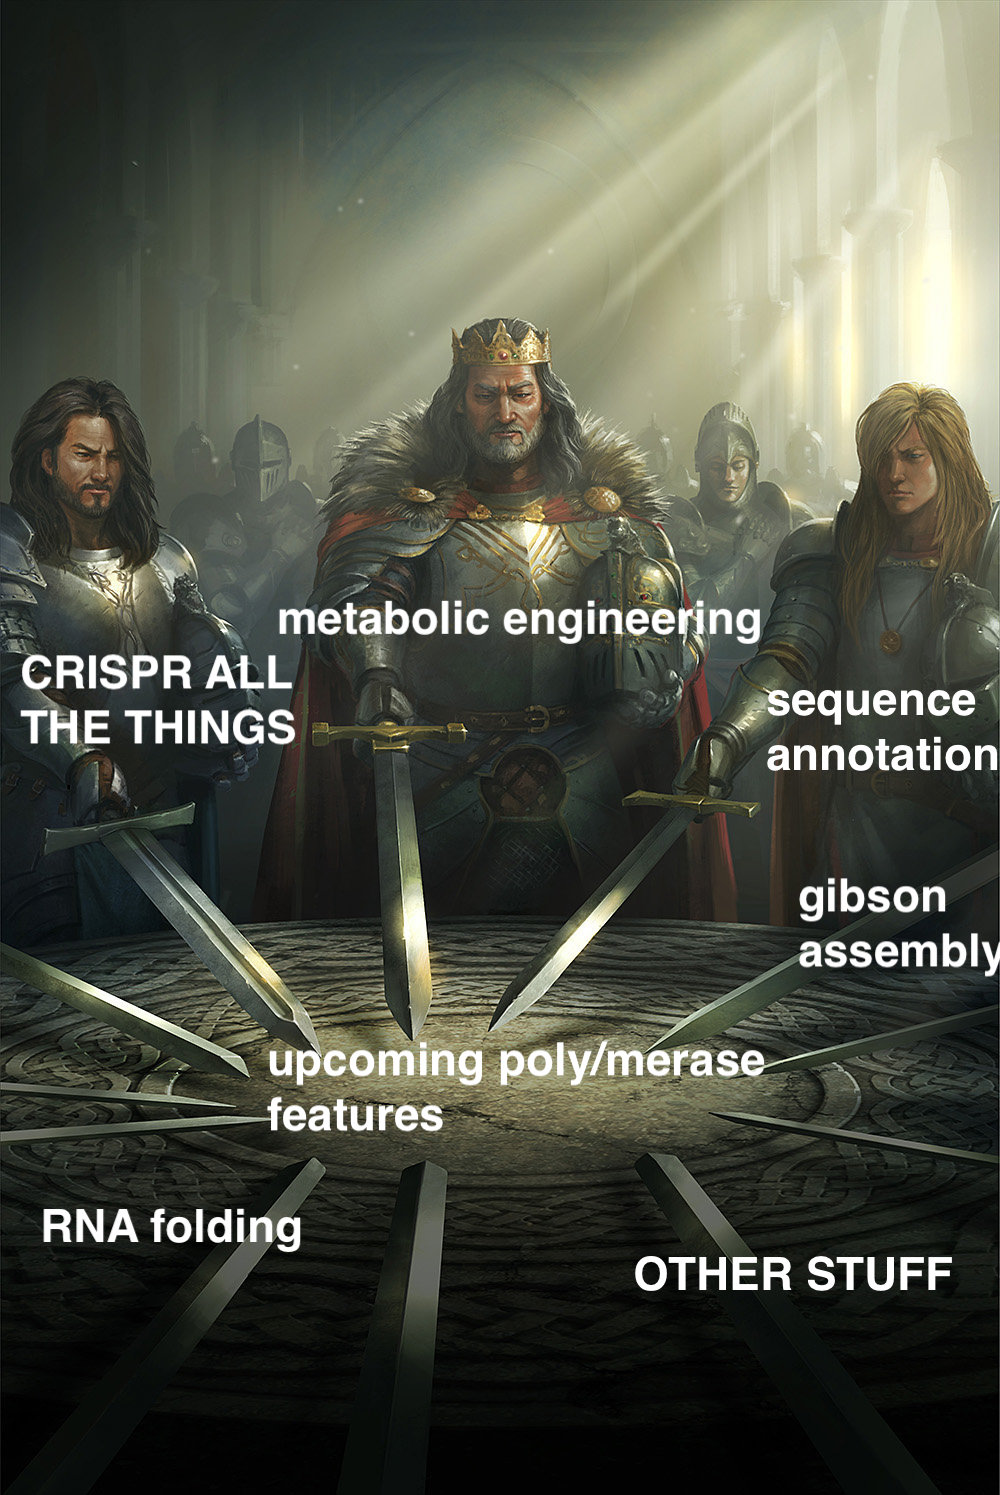 metabolic engineering
CRISPR ALL
THE THINGS
sequence
annotation
gibson
assembly
upcoming poly/merase
features
RNA folding
OTHER STUFF